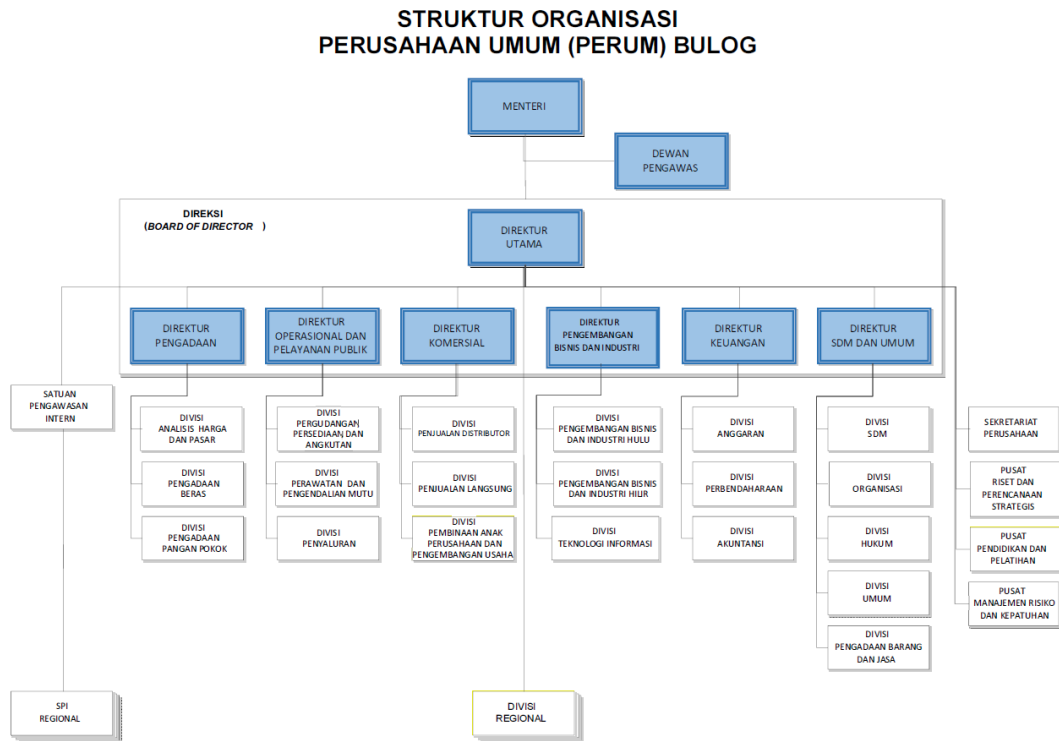 STRUKTUR ORGANISASI
PERUSAHAAN UMUM (PERUM) BULOG
MENTERI
DEWAN
PENGAWAS
DIREKSI
(BOARD OF DIRECTOR )
DIREKTUR
UTAMA
DIREKTUR
PENGADAAN
DIREKTUR
OPERASIONAL DAN
PELAYANAN PUBLIK
DIREKTUR
KOMERSIAL
DIREKTUR
PENGEMBANGAN
BISNIS DAN INDUSTRI
DIREKTUR
KEUANGAN
DIREKTUR
SDM DAN UMUM
SATUAN
PENGAWASAN
INTERN
DIVISI
ANALISIS HARGA
DAN PASAR
DIVISI
PENGADAAN
BERAS
DIVISI
PENGADAAN
PANGAN POKOK
DIVISI
PERGUDANGAN,
PERSEDIAAN, DAN
ANGKUTAN
DIVISI
PERAWATAN DAN
PENGENDALIAN MUTU
DIVISI
PENYALURAN
DIVISI
PENJUALAN DISTRIBUTOR
DIVISI
PENJUALAN LANGSUNG
DIVISI
PEMBINAAN ANAK
PERUSAHAAN DAN
PENGEMBANGAN USAHA
DIVISI
PENGEMBANGAN BISNIS
DAN INDUSTRI HULU
DIVISI
PENGEMBANGAN BISNIS
DAN INDUSTRI HILIR
DIVISI
TEKNOLOGI INFORMASI
DIVISI
ANGGARAN
DIVISI
PERBENDAHARAAN
DIVISI
AKUNTANSI
DIVISI
SDM
DIVISI
ORGANISASI
DIVISI
HUKUM
DIVISI
UMUM
DIVISI
PENGADAAN BARANG
DAN JASA
SEKRETARIAT
PERUSAHAAN
PUSAT
RISET DAN
PERENCANAAN
STRATEGIS
PUSAT
PENDIDIKAN DAN
PELATIHAN
PUSAT
MANAJEMEN RISIKO
DAN KEPATUHAN
SPI
REGIONAL
DIVISI
REGIONAL